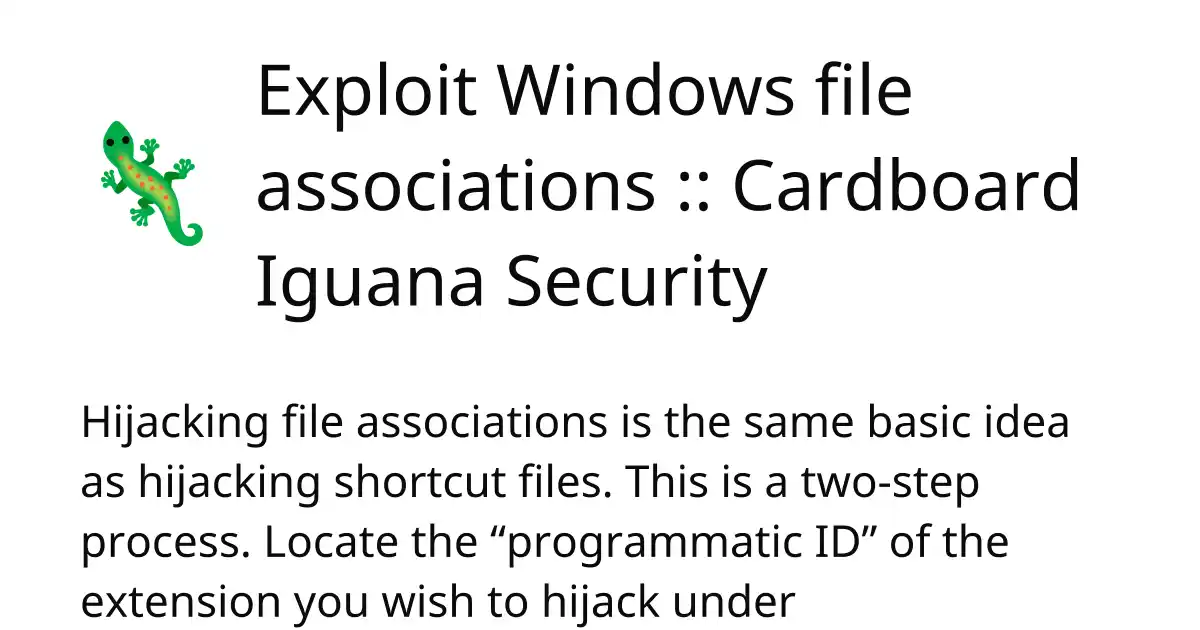 Exploit Windows file
associations :: Cardboard
Iguana Security
Hijacking file associations is the same basic idea
as hijacking shortcut files. This is a two-step
process. Locate the “programmatic ID” of the
extension you wish to hijack under